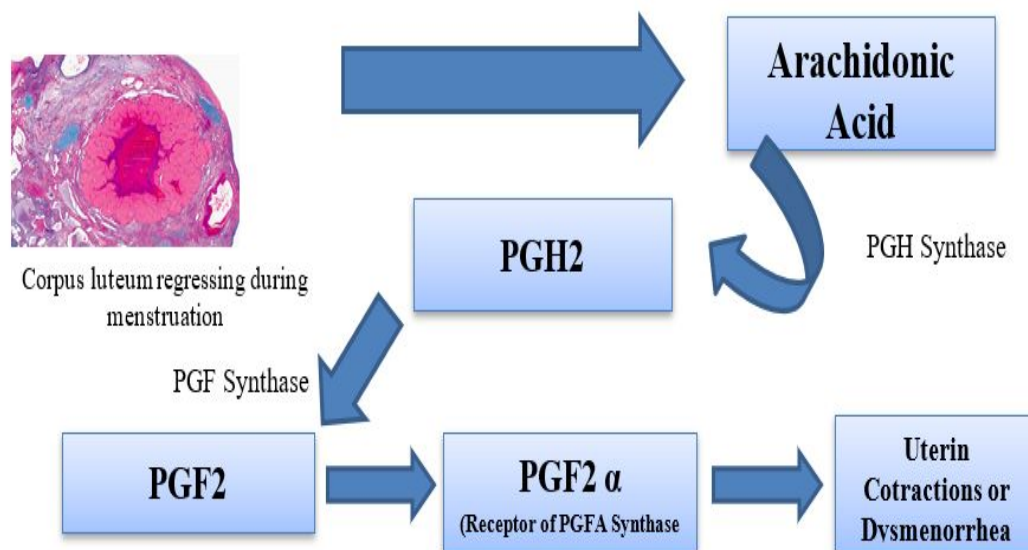 Arachidonic
Acid
PGH2
PGH Synthase
Corpus luteum regressing during
menstruation
PGF Synthase
PGF2
PGF2 α
(Receptor of PGFA Synthase
Uterin
Cotractions or
Dysmenorrhea